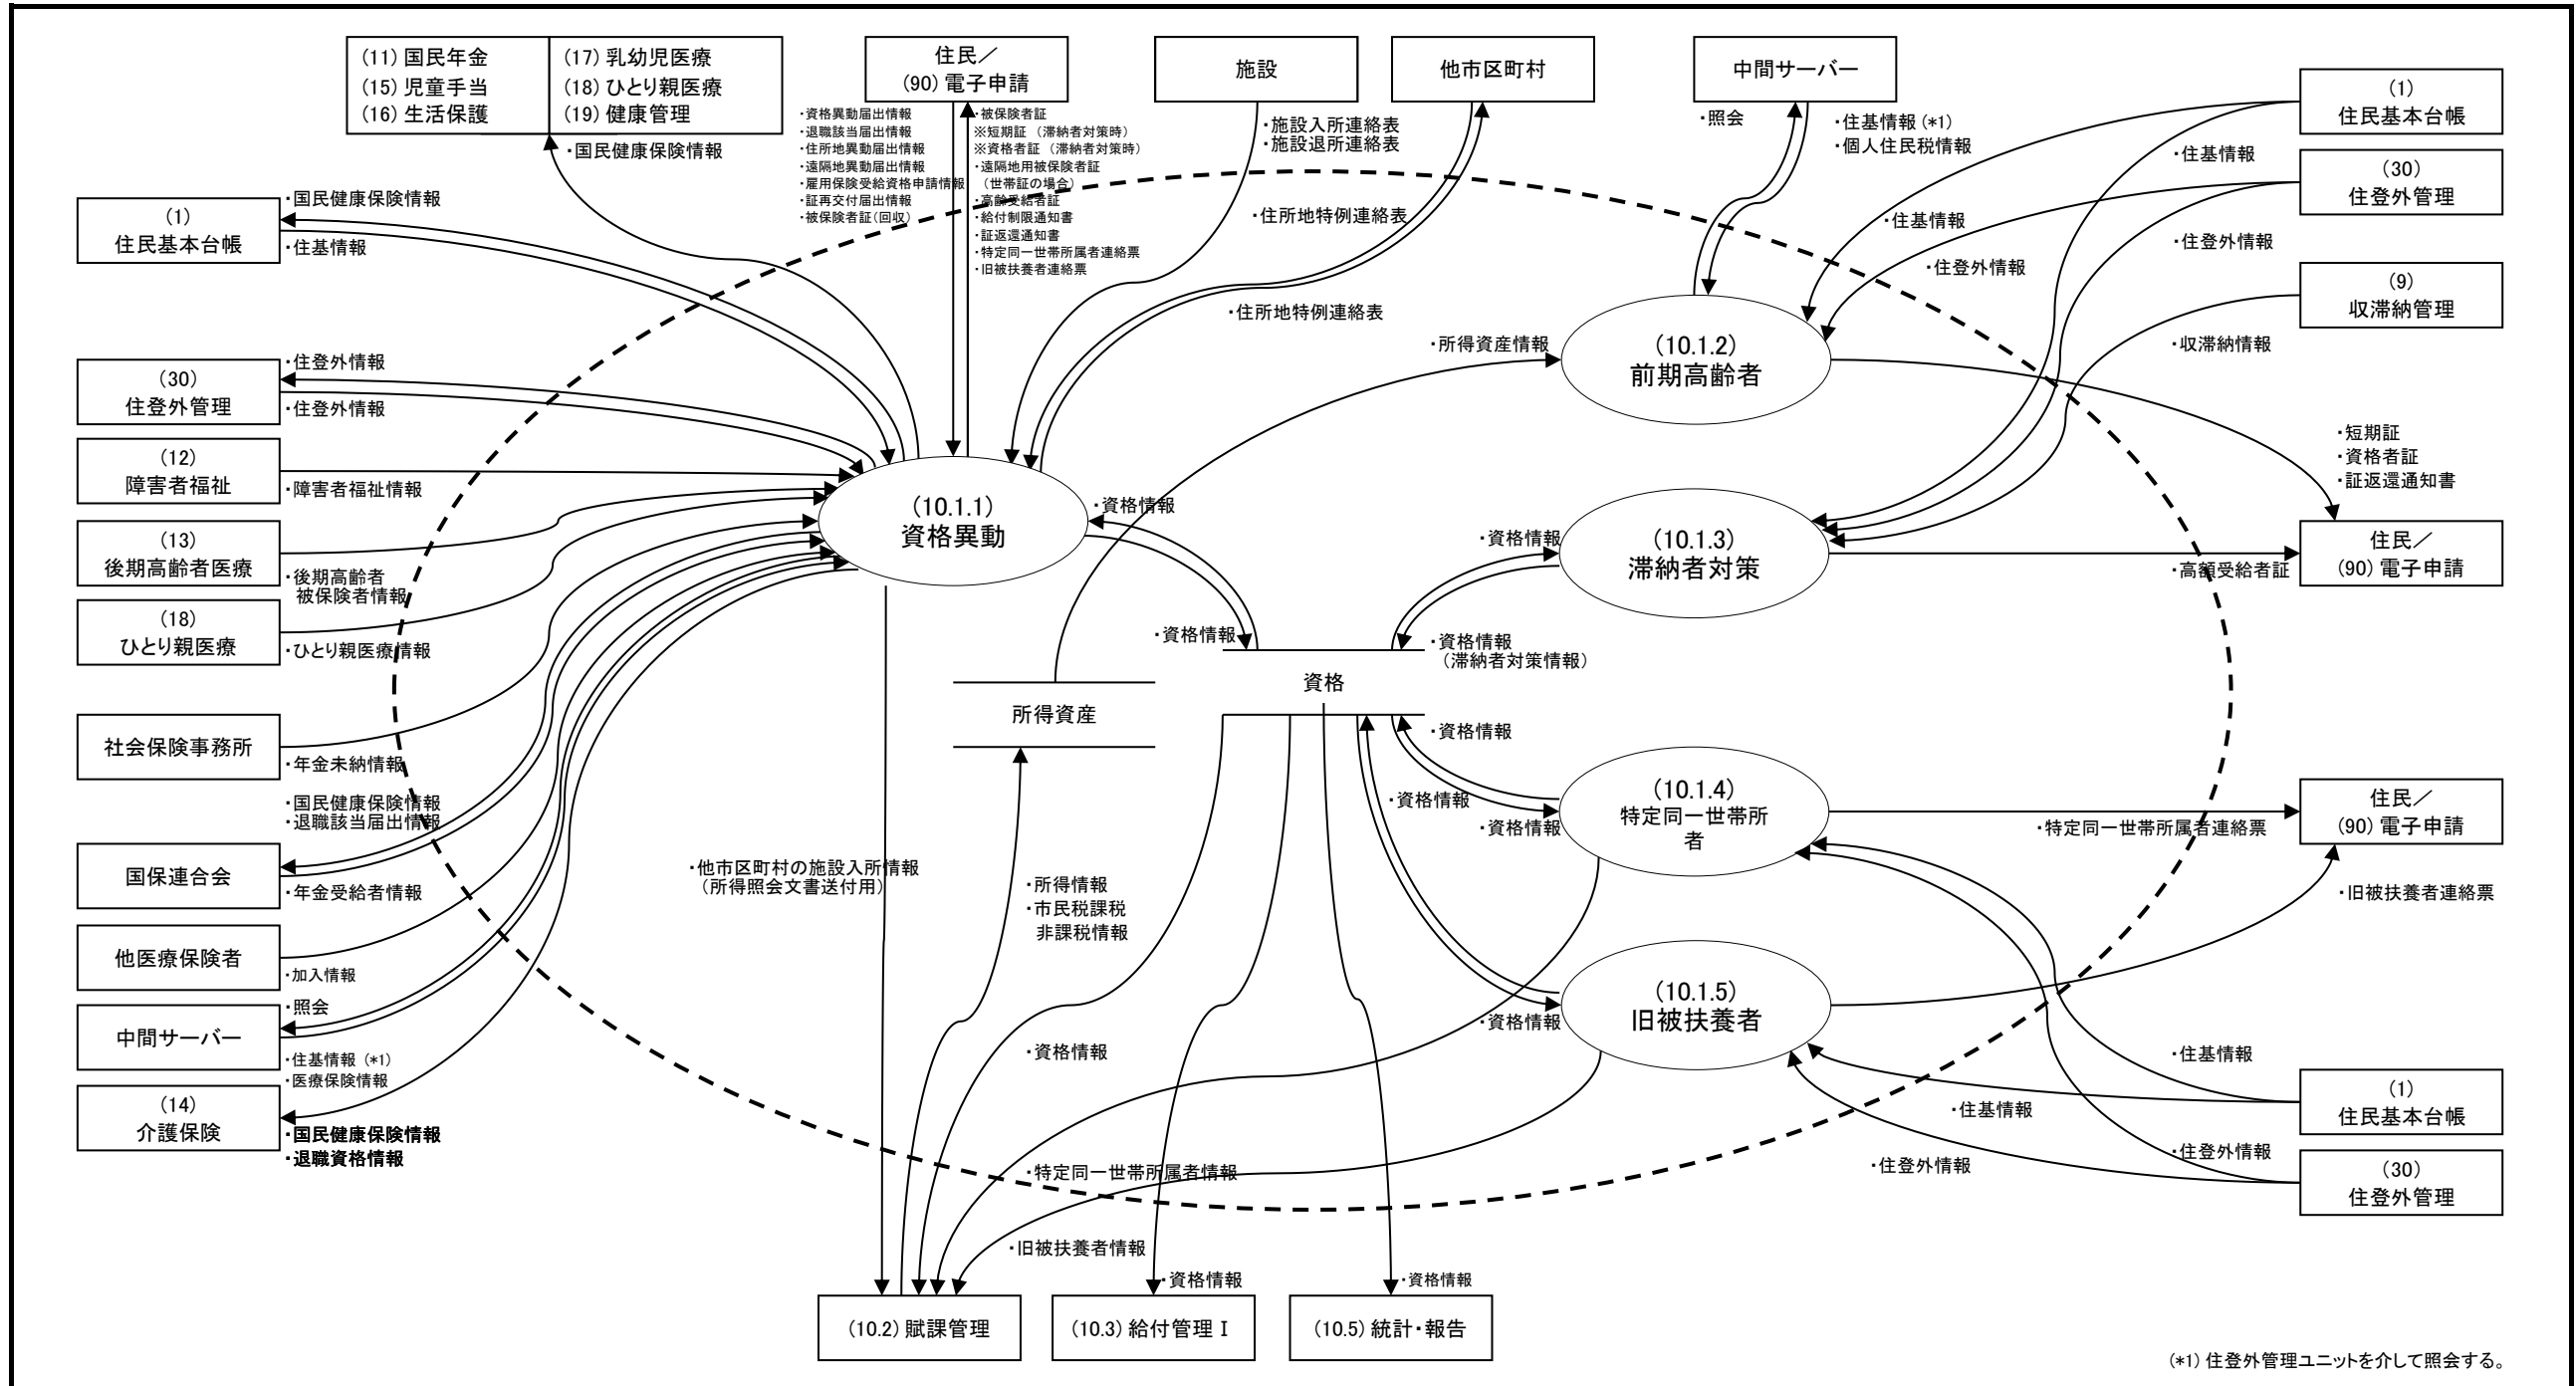 (11) 国民年金
(15) 児童手当
(16) 生活保護
(17) 乳幼児医療
(18) ひとり親医療
(19) 健康管理
・国民健康保険情報
住民／
(90) 電子申請
・資格異動届出情報
・退職該当届出情報
・住所地異動届出情報
・遠隔地異動届出情報
・雇用保険受給資格申請情報
・証再交付届出情報
・被保険者証（回収）
・被保険者証
※短期証 （滞納者対策時）
※資格者証 （滞納者対策時）
・遠隔地用被保険者証
（世帯証の場合）
・高齢受給者証
・給付制限通知書
・証返還通知書
・特定同一世帯所属者連絡票
・旧被扶養者連絡票
施設
・施設入所連絡表
・施設退所連絡表
他市区町村
・住所地特例連絡表
・住所地特例連絡表
中間サーバー
・照会
・住基情報 (*1)
・個人住民税情報
(1)
住民基本台帳
・住基情報
・住基情報
(30)
住登外管理
・住登外情報
・住登外情報
(9)
収滞納管理
・収滞納情報
(1)
住民基本台帳
・国民健康保険情報
・住基情報
(30)
住登外管理
・住登外情報
・住登外情報
(12)
障害者福祉
・障害者福祉情報
(13)
後期高齢者医療
・後期高齢者
被保険者情報
(18)
ひとり親医療
・ひとり親医療情報
社会保険事務所
・年金未納情報
・国民健康保険情報
・退職該当届出情報
国保連合会
・年金受給者情報
他医療保険者
・加入情報
・照会
中間サーバー
・住基情報 (*1)
・医療保険情報
(14)
介護保険
・国民健康保険情報
・退職資格情報
(10.1.1)
資格異動
・資格情報
・資格情報
・所得資産情報
(10.1.2)
前期高齢者
・短期証
・資格者証
・証返還通知書
(10.1.3)
滞納者対策
・資格情報
・資格情報
（滞納者対策情報）
・高額受給者証
住民／
(90) 電子申請
資格
所得資産
・資格情報
・資格情報
・資格情報
(10.1.4)
特定同一世帯所
者
・特定同一世帯所属者連絡票
住民／
(90) 電子申請
・旧被扶養者連絡票
・他市区町村の施設入所情報
（所得照会文書送付用）
・所得情報
・市民税課税
非課税情報
・資格情報
・資格情報
(10.1.5)
旧被扶養者
・住基情報
・住基情報
(1)
住民基本台帳
・住登外情報
・住登外情報
(30)
住登外管理
・特定同一世帯所属者情報
・旧被扶養者情報
・資格情報
・資格情報
(10.2) 賦課管理
(10.3) 給付管理Ⅰ
(10.5) 統計・報告
(*1) 住登外管理ユニットを介して照会する。